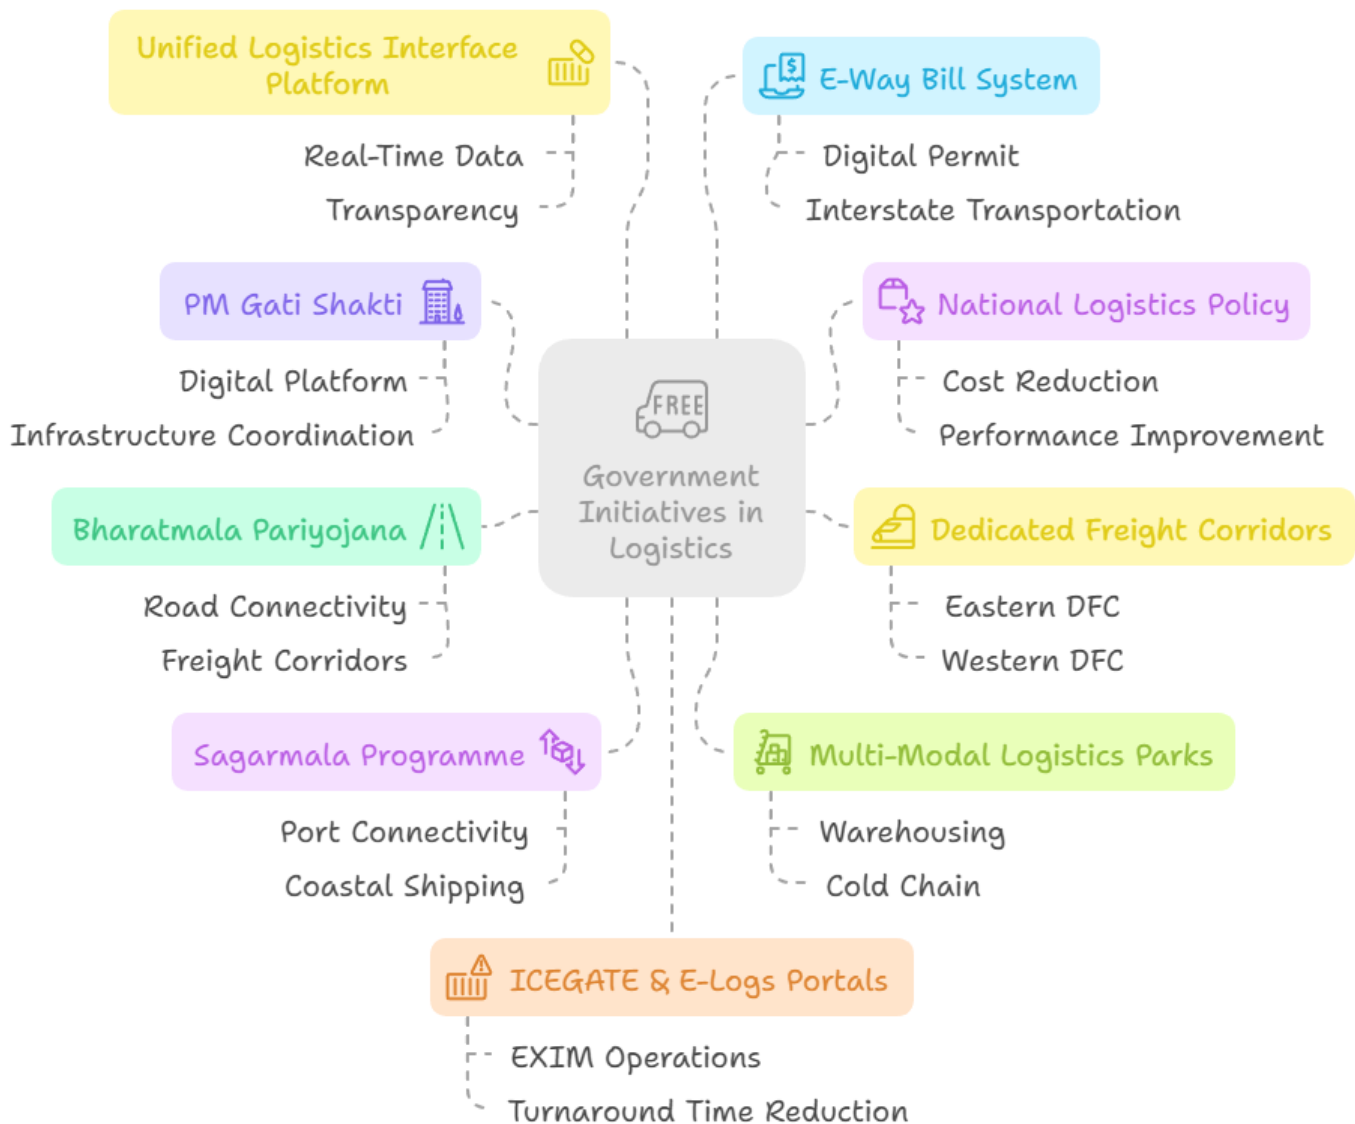 Unified Logistics Interface
Platform
Real-Time Data
Transparency
E-Way Bill System
Digital Permit
Interstate Transportation
PM Gati Shakti
Digital Platform
Infrastructure Coordination
National Logistics Policy
Cost Reduction
Performance Improvement
FREE
Government
Initiatives in
Logistics
Bharatmala Pariyojana
Road Connectivity
Freight Corridors
Dedicated Freight Corridors
Eastern DFC
Western DFC
Sagarmala Programme
Port Connectivity
Coastal Shipping
Multi-Modal Logistics Parks
Warehousing
Cold Chain
ICEGATE & E-Logs Portals
EXIM Operations
Turnaround Time Reduction